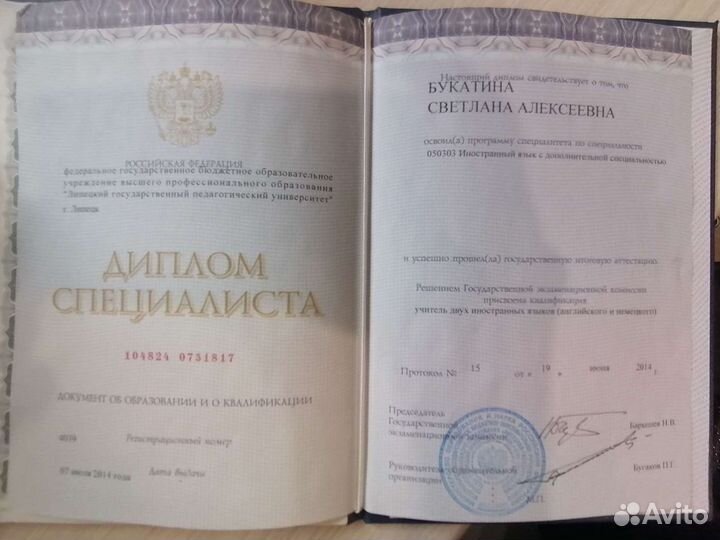 РОССИЙСКАЯ ФЕДЕРАЦИЯ
федеральное государственное бюджетное образовательное
учреждение высшего профессионального образования
"Липецкий государственный педагогический университет"
г. Липецк
ДИПЛОМ
СПЕЦИАЛИСТА
104824 0751817
ДОКУМЕНТ ОБ ОБРАЗОВАНИИ И О КВАЛИФИКАЦИИ
Регистрационный номер
07 июля 2014 года Дата выдачи
Настоящий диплом свидетельствует о том, что
БУКАТИНА
СВЕТЛАНА АЛЕКСЕЕВНА
освоил(а) программу специалитета по специальности
050303 Иностранный язык с дополнительной специальностью
и успешно прошел(ла) государственную итоговую аттестацию
Решением Государственной экзаменационной комиссии
присвоена квалификация
учитель двух иностранных языков (английского и немецкого)
Протокол № 15 от « 19 » июня 2014 г.
Председатель
Государственной
экзаменационной комиссии
Барышев Н.В.
Руководитель образовательной
организации
Бугаков П.Г.
М.П.
Avito